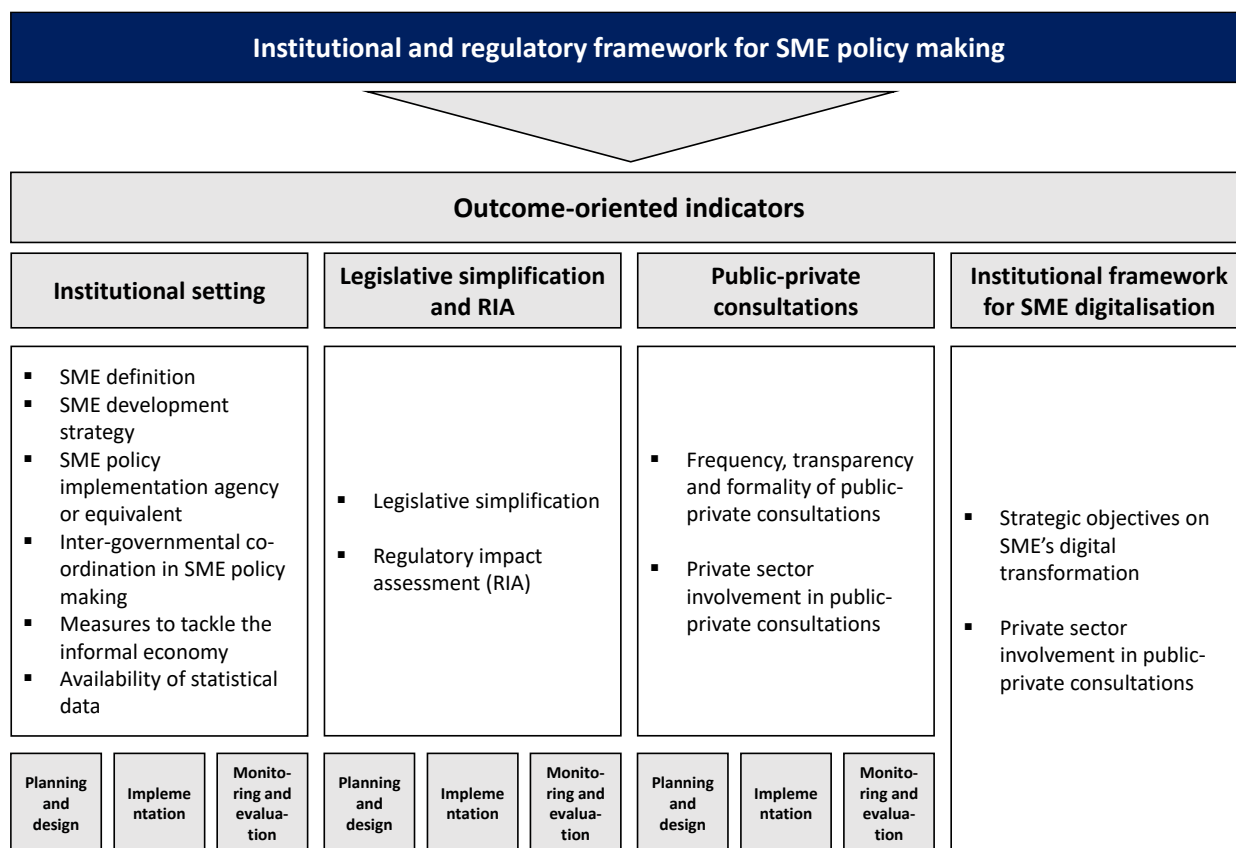 Institutional and regulatory framework for SME policy making
Outcome-oriented indicators
Institutional setting
Legislative simplification
and RIA
Public-private
consultations
Institutional framework
for SME digitalisation
▪ SME definition
▪ SME development
strategy
▪ SME policy
implementation agency
or equivalent
▪ Inter-governmental co-
ordination in SME policy
making
▪ Measures to tackle the
informal economy
▪ Availability of statistical
data
▪ Legislative simplification
▪ Regulatory impact
assessment (RIA)
▪ Frequency, transparency
and formality of public-
private consultations
▪ Private sector
involvement in public-
private consultations
▪ Strategic objectives on
SME's digital
transformation
▪ Private sector
involvement in public-
private consultations
Planning
and
design
Impleme
ntation
Monito-
ring and
evalua-
tion
Planning
and
design
Impleme
ntation
Monito-
ring and
evalua-
tion
Planning
and
design
Impleme
ntation
Monito-
ring and
evalua-
tion